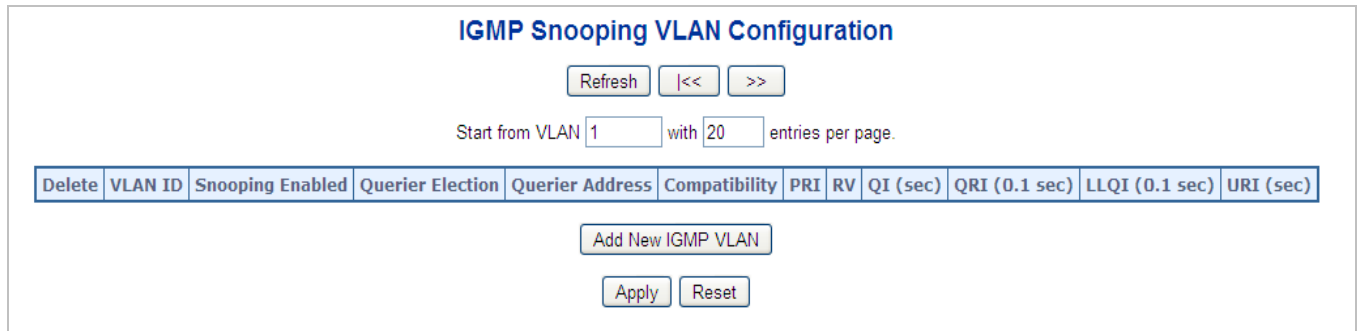 IGMP Snooping VLAN Configuration
Refresh |<< >>
Start from VLAN 1 with 20 entries per page.
Delete VLAN ID Snooping Enabled Querier Election Querier Address Compatibility PRI RV QI (sec) QRI (0.1 sec) LLQI (0.1 sec) URI (sec)
Add New IGMP VLAN
Apply Reset